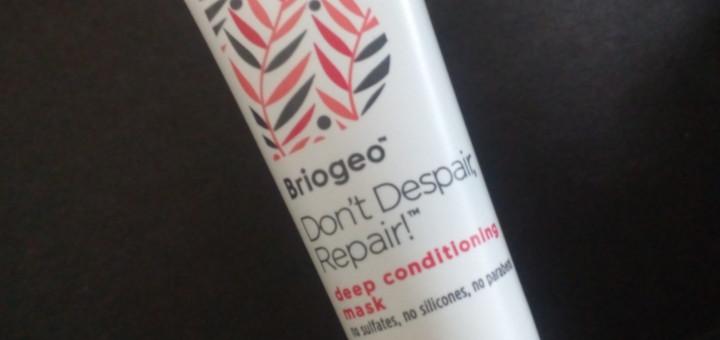 Briogeo™
Don't Despair,
Repair!™
deep conditioning
mask
no sulfates, no silicones, no parabens